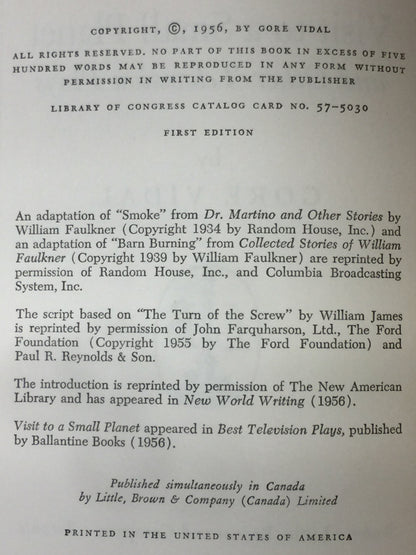 COPYRIGHT, ©, 1956, BY GORE VIDAL
ALL RIGHTS RESERVED. NO PART OF THIS BOOK IN EXCESS OF FIVE
HUNDRED WORDS MAY BE REPRODUCED IN ANY FORM WITHOUT
PERMISSION IN WRITING FROM THE PUBLISHER
LIBRARY OF CONGRESS CATALOG CARD NO. 57-5030
FIRST EDITION
An adaptation of "Smoke" from Dr. Martino and Other Stories by
William Faulkner (Copyright 1934 by Random House, Inc.) and
an adaptation of "Barn Burning" from Collected Stories of William
Faulkner (Copyright 1939 by William Faulkner) are reprinted by
permission of Random House, Inc., and Columbia Broadcasting
System, Inc.
The script based on "The Turn of the Screw" by William James
is reprinted by permission of John Farquharson, Ltd., The Ford
Foundation (Copyright 1955 by The Ford Foundation) and
Paul R. Reynolds & Son.
The introduction is reprinted by permission of The New American
Library and has appeared in New World Writing (1956).
Visit to a Small Planet appeared in Best Television Plays, published
by Ballantine Books (1956).
Published simultaneously in Canada
by Little, Brown & Company (Canada) Limited
PRINTED IN THE UNITED STATES OF AMERICA